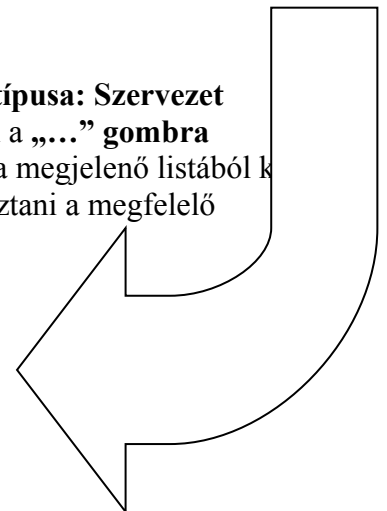 típusa: Szervezet
a „…” gombra
a megjelenő listából k
ztani a megfelelő